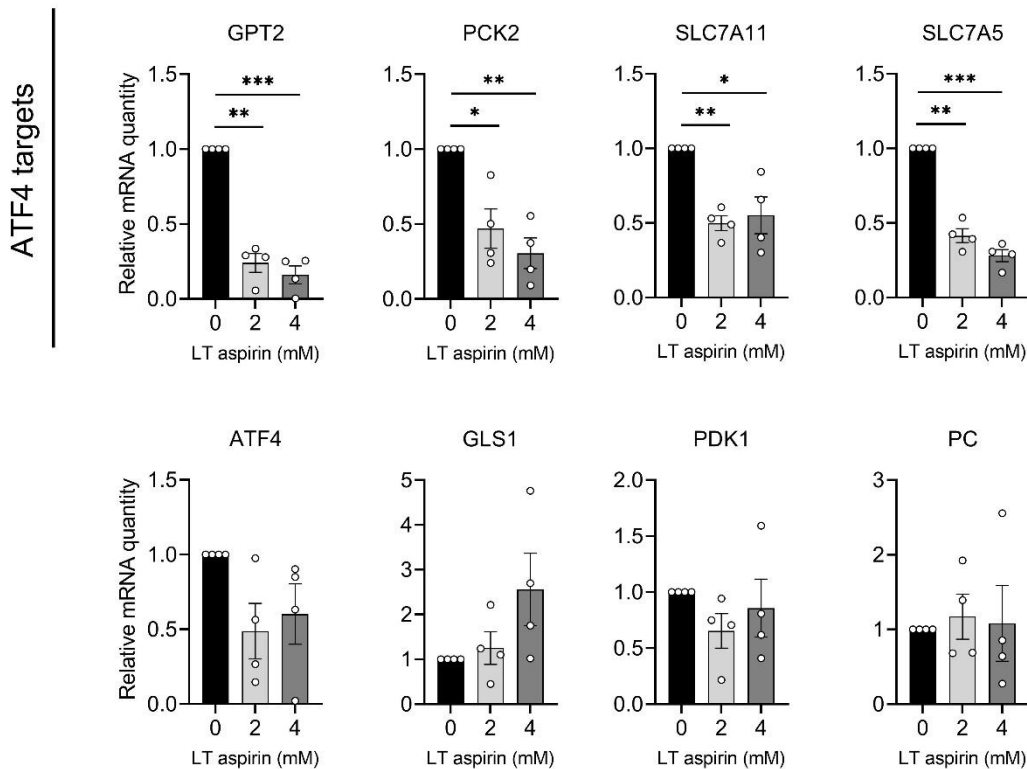 ATF4 targets
GPT2
PCK2
SLC7A11
SLC7A5
Relative mRNA quantity
1.5
1.0
0.5
0.0
***
**
0 2 4
LT aspirin (mM)
1.5
1.0
0.5
0.0
**
*
0 2 4
LT aspirin (mM)
1.5
1.0
0.5
0.0
*
**
0 2 4
LT aspirin (mM)
1.5
1.0
0.5
0.0
***
**
0 2 4
LT aspirin (mM)
ATF4
GLS1
PDK1
PC
Relative mRNA quantity
1.5
1.0
0.5
0.0
0 2 4
LT aspirin (mM)
5
4
3
2
1
0
0 2 4
LT aspirin (mM)
2.0
1.5
1.0
0.5
0.0
0 2 4
LT aspirin (mM)
3
2
1
0
0 2 4
LT aspirin (mM)